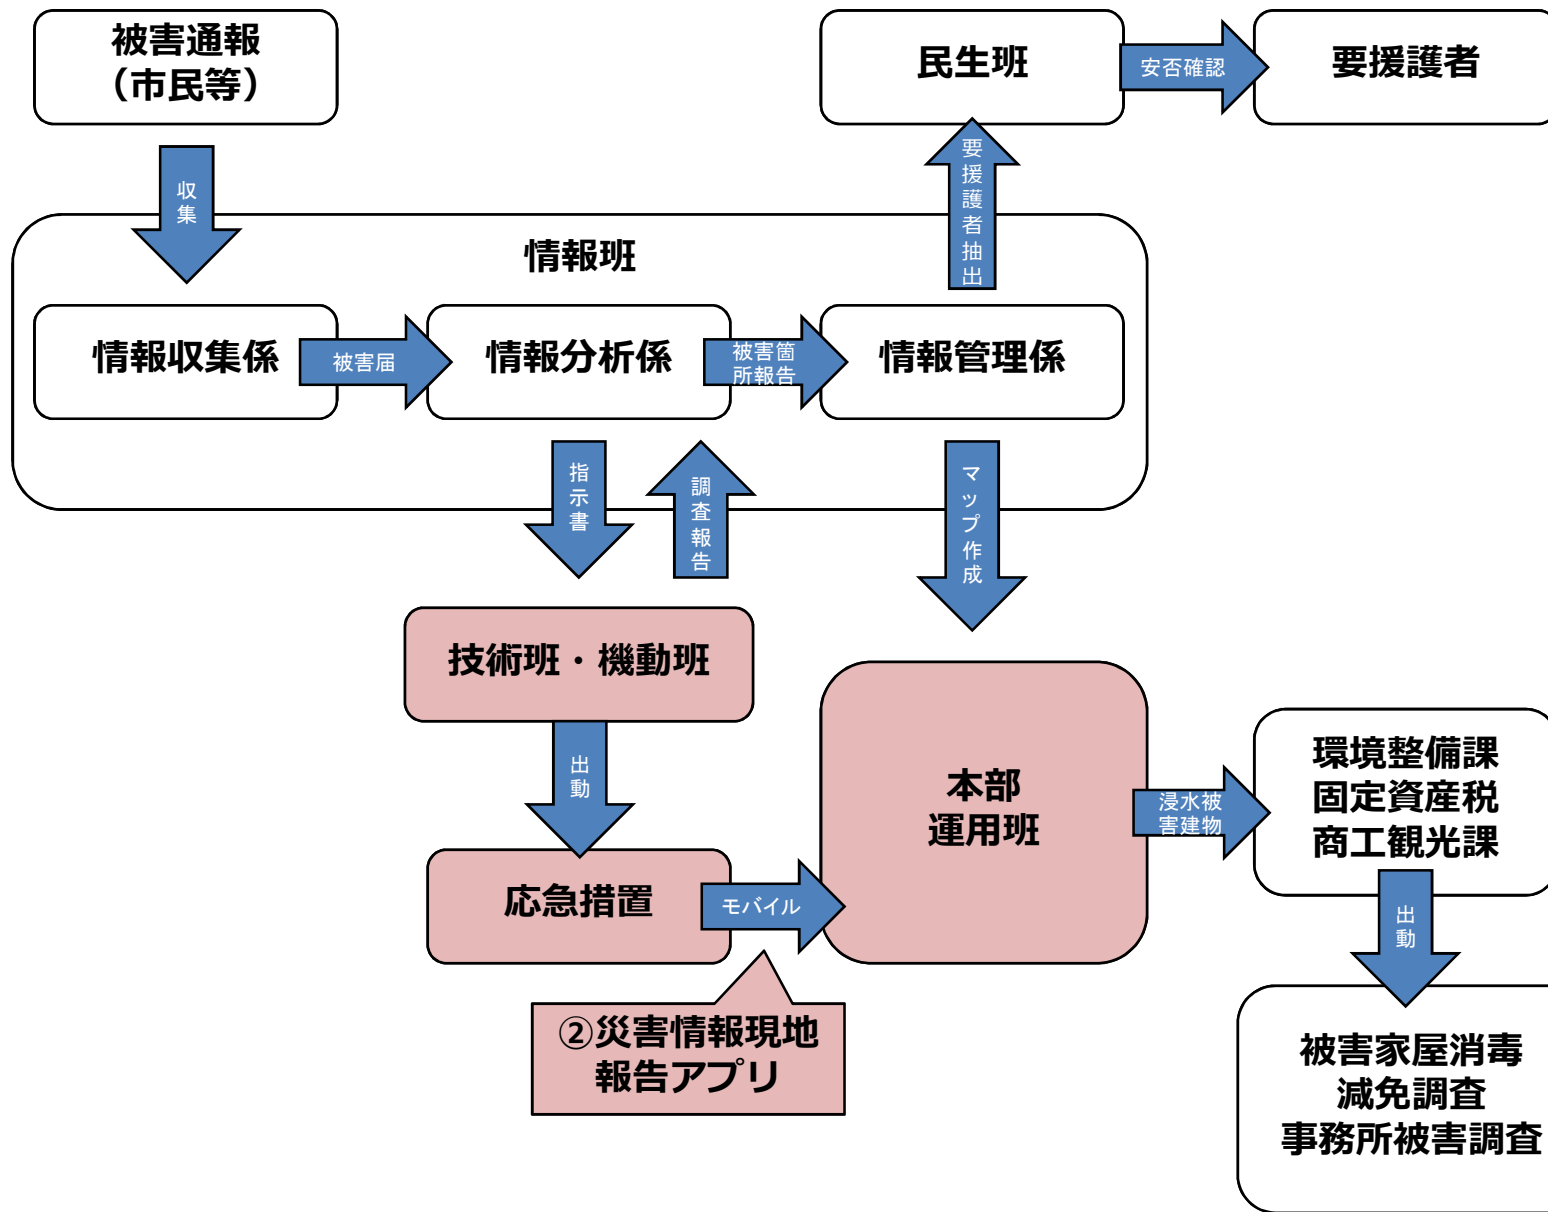 被害通報
（市民等）
民生班
安否確認
要援護者
収集
要援護者抽出
情報班
情報収集係
被害届
情報分析係
被害箇
所報告
情報管理係
指示書
調査報告
マップ作成
技術班・機動班
出動
本部
運用班
浸水被
害建物
環境整備課
固定資産税
商工観光課
応急措置
モバイル
出動
②災害情報現地
報告アプリ
被害家屋消毒
減免調査
事務所被害調査